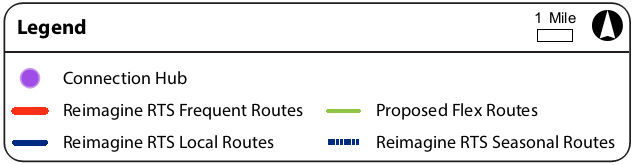 Legend
1 Mile
Connection Hub
Reimagine RTS Frequent Routes
Proposed Flex Routes
Reimagine RTS Local Routes
Reimagine RTS Seasonal Routes